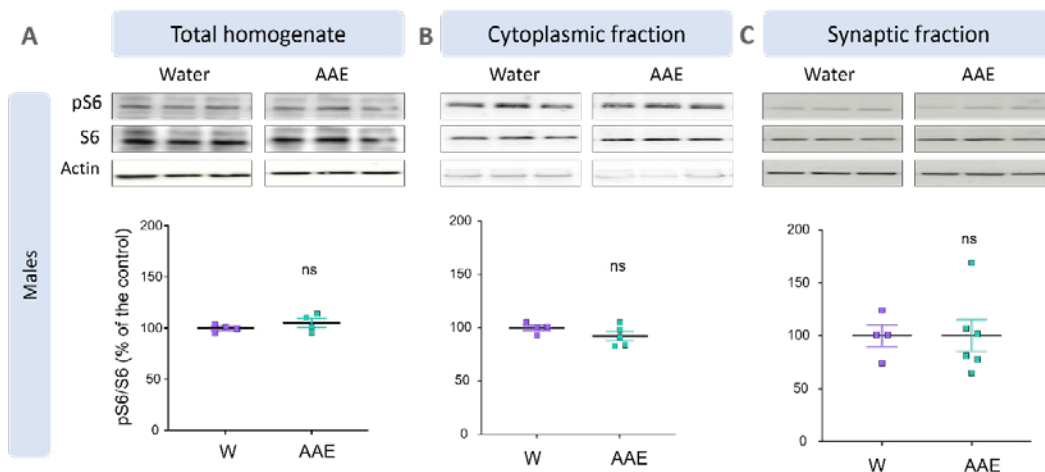 A Total homogenate B Cytoplasmic fraction C Synaptic fraction
Water AAE Water AAE Water AAE
pS6
S6
Actin
Males
pS6/S6 (% of the control)
200
150
100
50
0
ns
W AAE
200
150
100
50
0
ns
W AAE
200
150
100
50
0
ns
W AAE